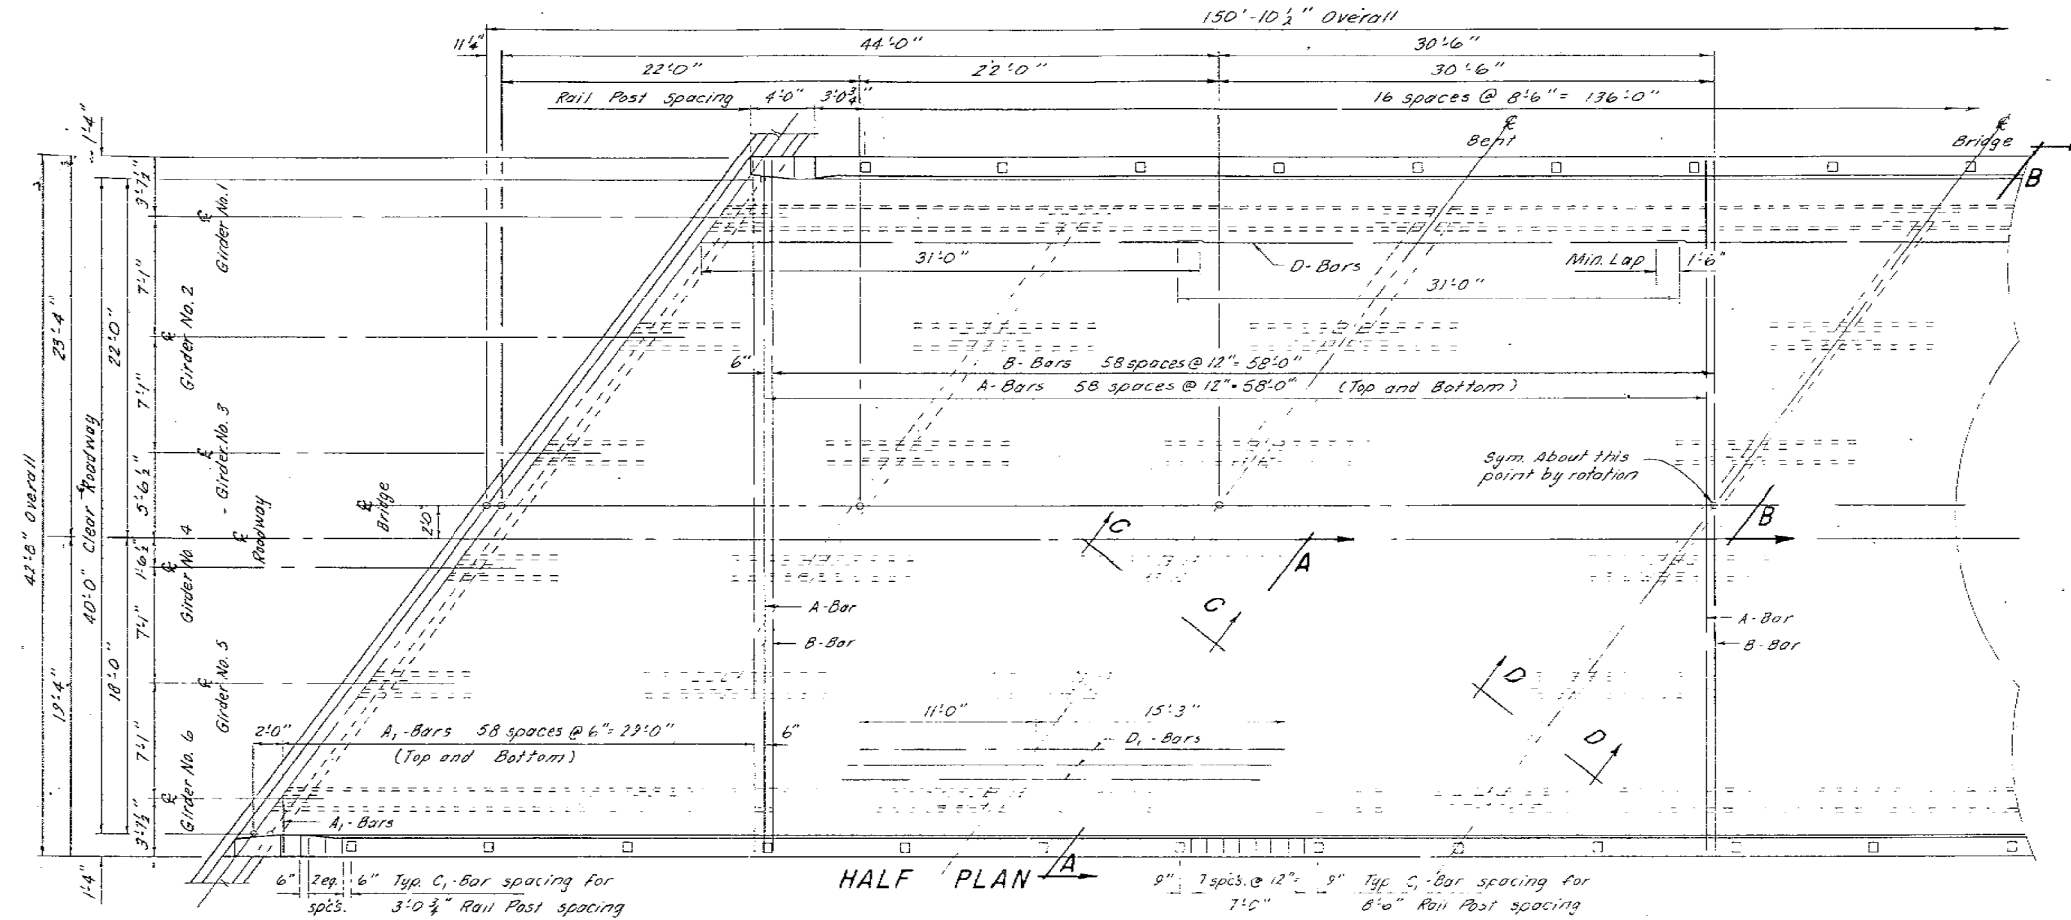 150'-10½" Overall
11¼"
44'-0"
30'-6"
22'-0"
22'-0"
30'-6"
Rail Post Spacing
4'-0"
3'-0¾"
16 spaces @ 8'-6" = 136'-0"
1'-4"
℄ Bent
℄ Bridge
B
3'-7½"
℄ Girder No. 1
31'-0"
D-Bars
Min. Lap
1'-6"
31'-0"
7'-1"
℄ Girder No. 2
23'-4"
22'-0"
6"
B-Bars 58 spaces @ 12" = 58'-0"
A-Bars 58 spaces @ 12" = 58'-0" (Top and Bottom)
7'-1"
℄ Girder No. 3
42'-8" Overall
40'-0" Clear Roadway
Sym. About this
point by rotation
5'-6½"
℄ Roadway
℄ Bridge
2'-0"
C
A
B
1'-6½"
℄ Girder No. 4
C
A-Bar
B-Bar
A-Bar
B-Bar
7'-1"
℄ Girder No. 5
19'-4"
18'-0"
D
D
2'-0"
A₁-Bars 58 spaces @ 6" = 29'-0"
(Top and Bottom)
6"
11'-0"
15'-3"
D₁-Bars
7'-1"
℄ Girder No. 6
A₁-Bars
3'-7½"
1'-4"
A
HALF PLAN
6"
2 eq.
spcs.
6"
Typ. C₁-Bar spacing for
3'-0¾" Rail Post spacing
9"
7 spcs. @ 12" =
7'-0"
9"
Typ. C₁-Bar spacing for
8'-6" Rail Post spacing